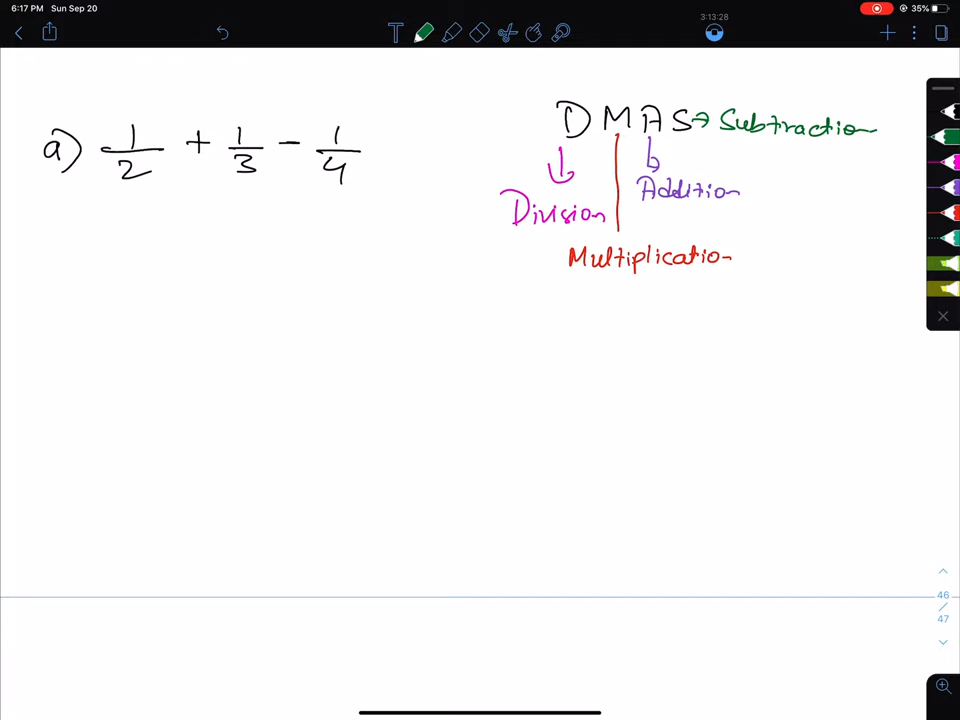 6:17 PM Sun Sep 20
35%
3:13:28
T
a) 1/2 + 1/3 - 1/4
D M A S → Subtraction
Addition
Division
Multiplication
46
/
47